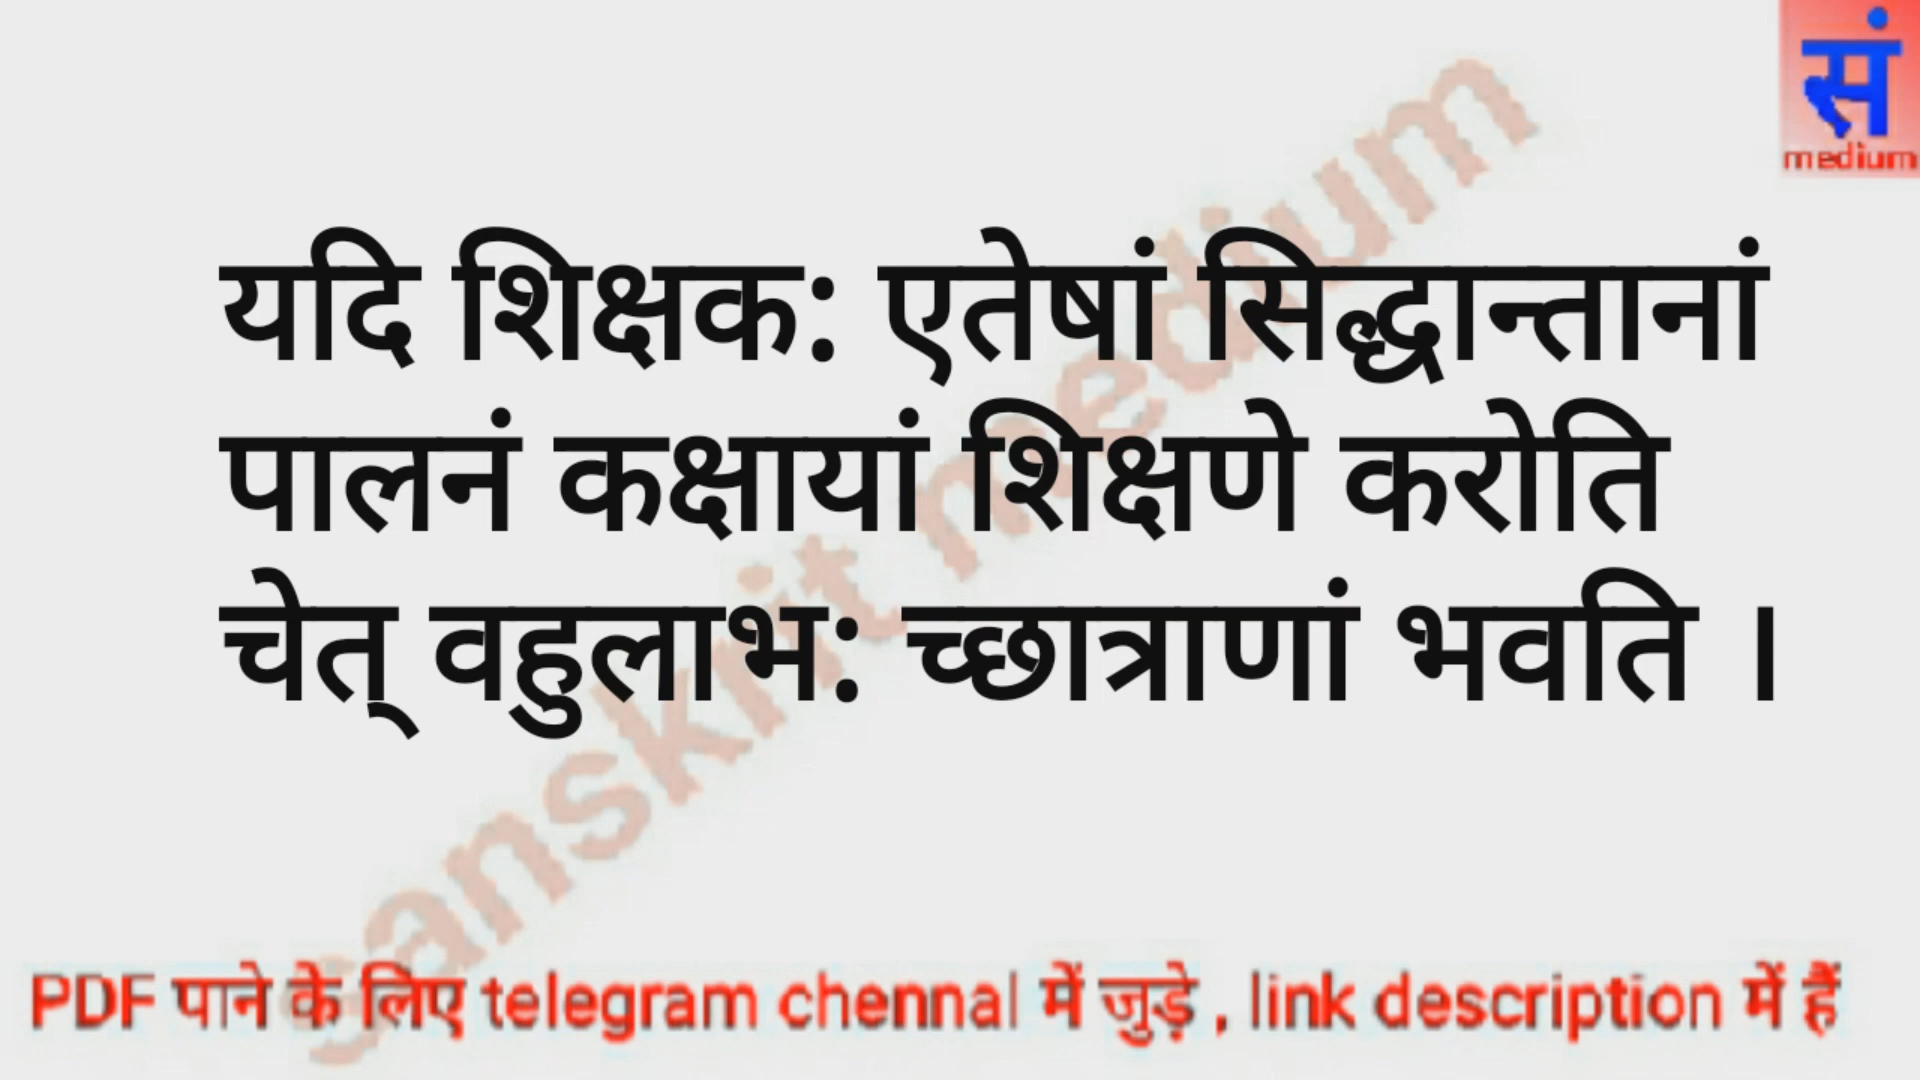 सं
medium
यदि शिक्षक: एतेषां सिद्धान्तानां
पालनं कक्षायां शिक्षणे करोति
चेत् वहुलाभ: च्छात्राणां भवति ।
sanskrit medium
PDF पाने के लिए telegram chennal में जुड़े , link description में हैं